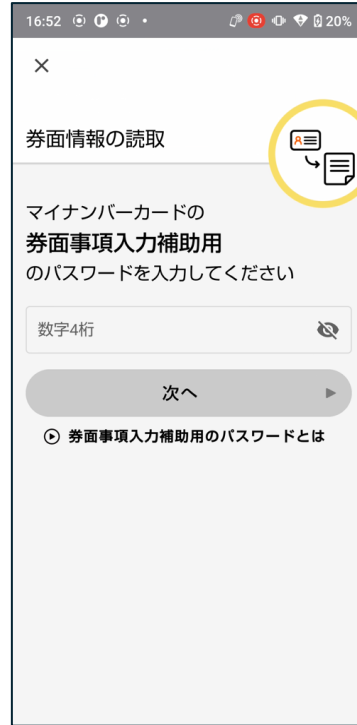 16:52
20%
券面情報の読取
マイナンバーカードの
券面事項入力補助用
のパスワードを入力してください
数字4桁
次へ
券面事項入力補助用のパスワードとは